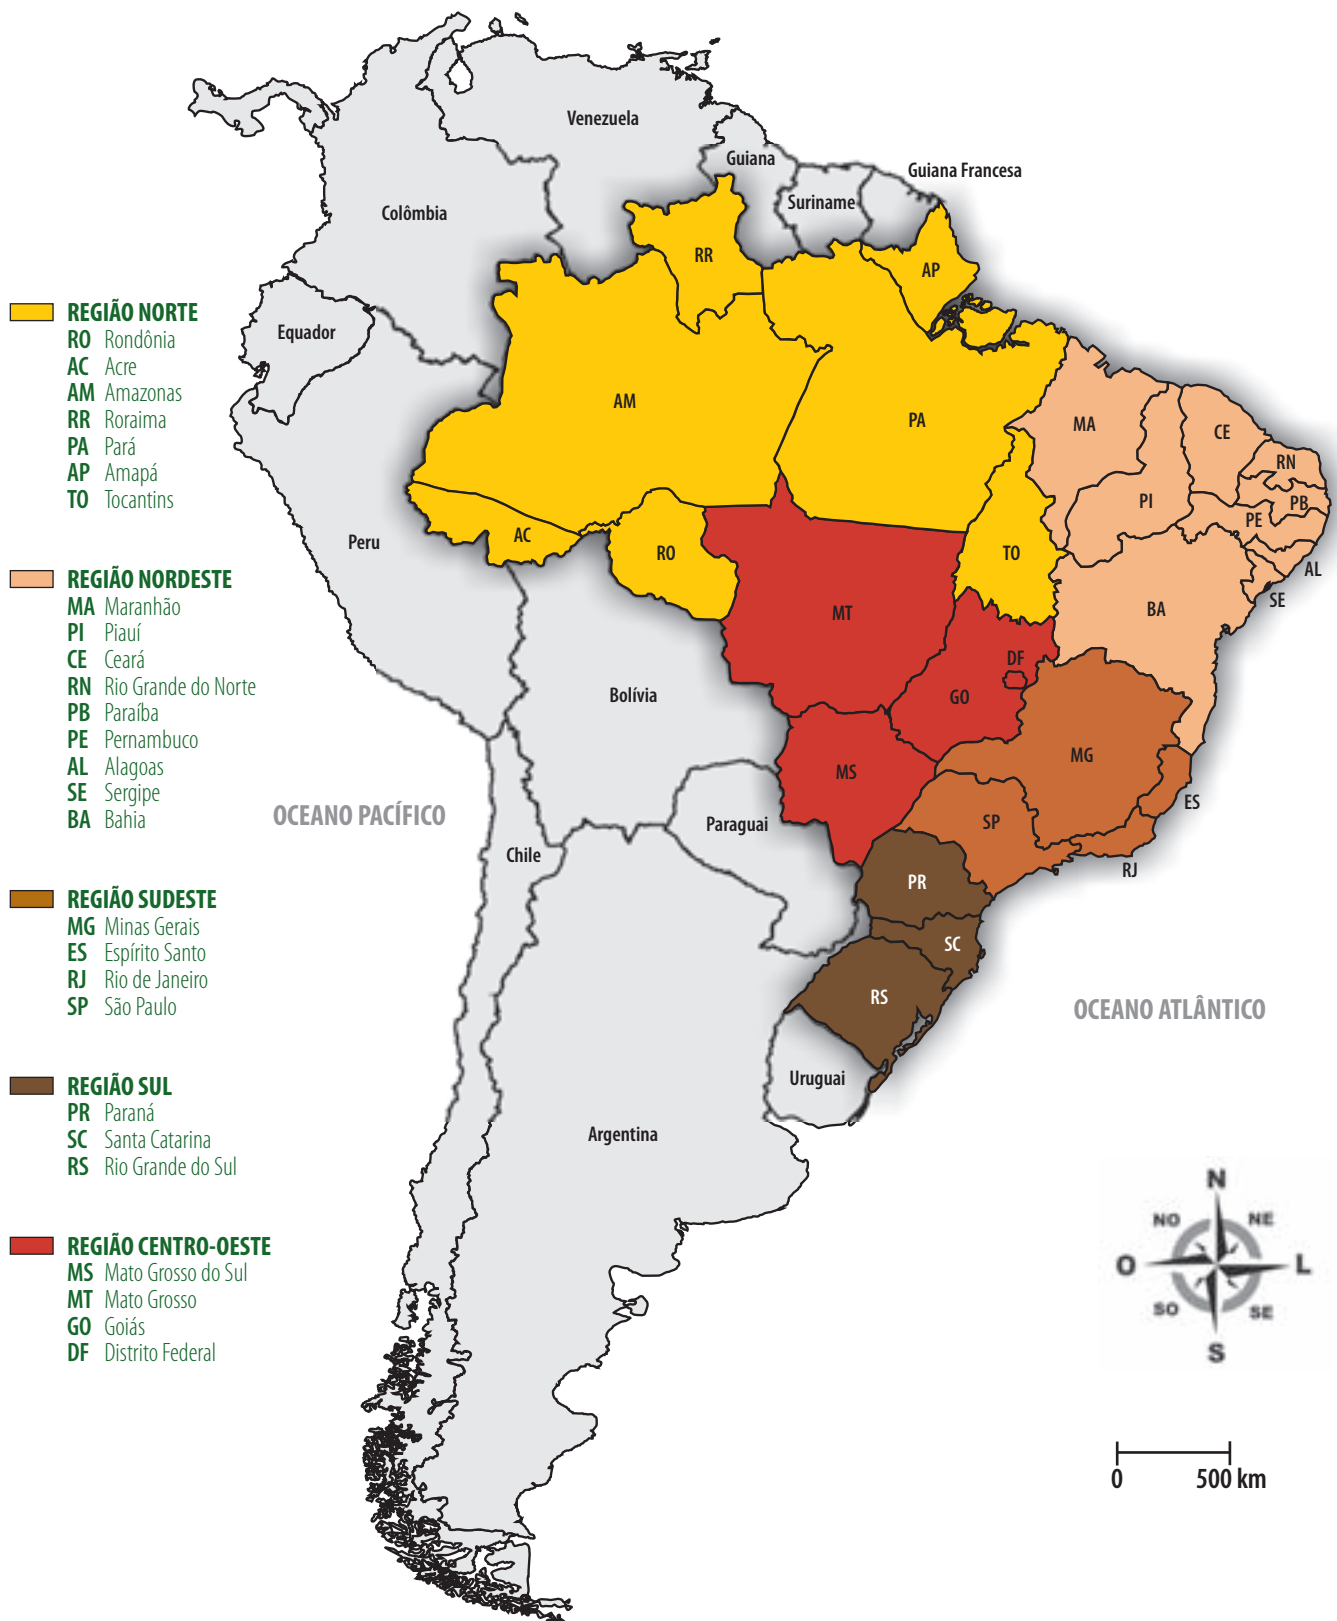 REGIÃO NORTE
RO Rondônia
AC Acre
AM Amazonas
RR Roraima
PA Pará
AP Amapá
TO Tocantins
REGIÃO NORDESTE
MA Maranhão
PI Piauí
CE Ceará
RN Rio Grande do Norte
PB Paraíba
PE Pernambuco
AL Alagoas
SE Sergipe
BA Bahia
REGIÃO SUDESTE
MG Minas Gerais
ES Espírito Santo
RJ Rio de Janeiro
SP São Paulo
REGIÃO SUL
PR Paraná
SC Santa Catarina
RS Rio Grande do Sul
REGIÃO CENTRO-OESTE
MS Mato Grosso do Sul
MT Mato Grosso
GO Goiás
DF Distrito Federal
Venezuela
Guiana
Guiana Francesa
Suriname
Colômbia
RR
AP
Equador
AM
PA
MA
CE
RN
PI
PB
PE
AC
Peru
RO
TO
AL
SE
BA
MT
DF
Bolívia
GO
MG
MS
ES
OCEANO PACÍFICO
Paraguai
SP
Chile
RJ
PR
SC
RS
OCEANO ATLÂNTICO
Uruguai
Argentina
N
NO
NE
O
L
SO
SE
S
0
500 km